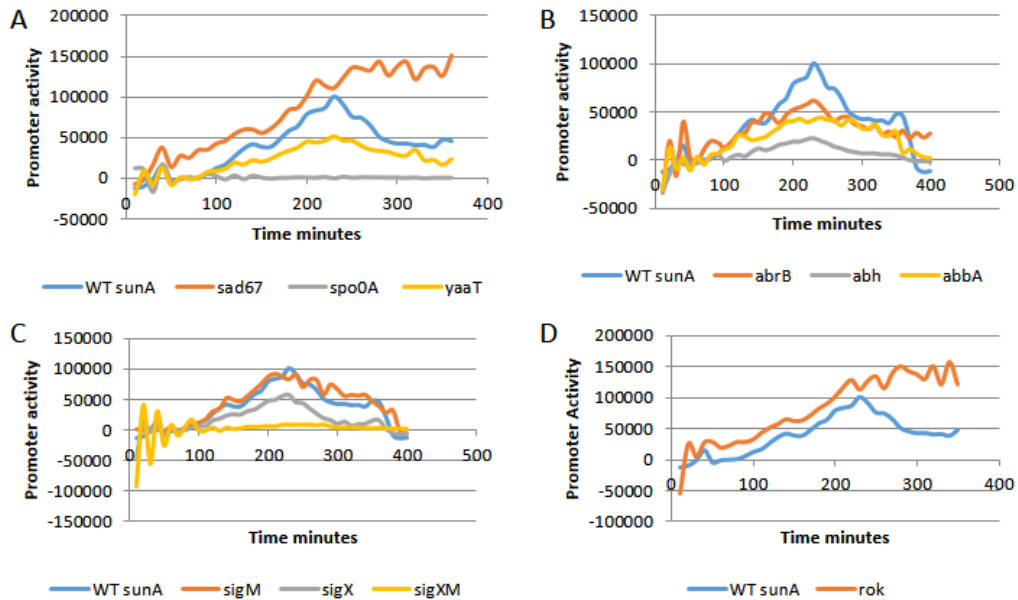 A
Promoter activity
200000
150000
100000
50000
0
-50000
0
100
200
300
400
Time minutes
WT sunA
sad67
spo0A
yaaT
B
Promoter activity
150000
100000
50000
0
-50000
0
100
200
300
400
500
Time minutes
WT sunA
abrB
abh
abbA
C
Promoter activity
150000
100000
50000
0
-50000
-100000
-150000
0
100
200
300
400
500
Time minutes
WT sunA
sigM
sigX
sigXM
D
Promoter Activity
200000
150000
100000
50000
0
-50000
-100000
0
100
200
300
400
Time minutes
WT sunA
rok